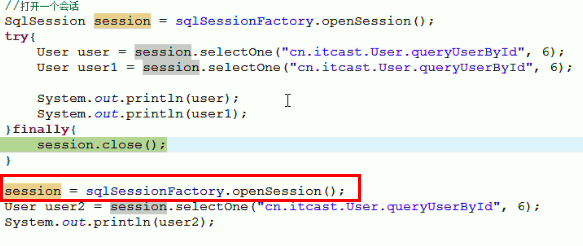 //打开一个会话
SqlSession session = sqlSessionFactory.openSession();
try{
User user = session.selectOne("cn.itcast.User.queryUserById", 6);
User user1 = session.selectOne("cn.itcast.User.queryUserById", 6);
System.out.println(user);
System.out.println(user1);
}finally{
session.close();
}
session = sqlSessionFactory.openSession();
User user2 = session.selectOne("cn.itcast.User.queryUserById", 6);
System.out.println(user2);